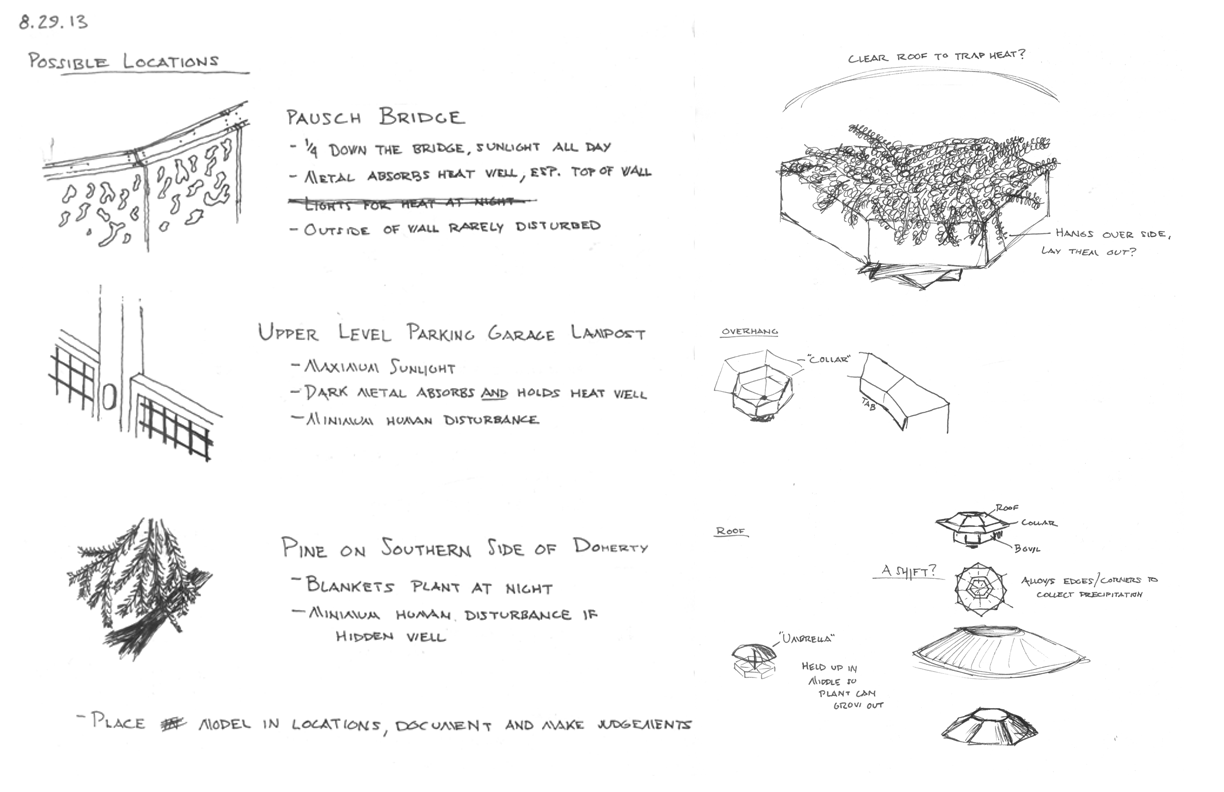 8.29.13
POSSIBLE LOCATIONS
PAUSCH BRIDGE
- 1/4 DOWN THE BRIDGE, SUNLIGHT ALL DAY
- METAL ABSORBS HEAT WELL, ESP. TOP OF WALL
- LIGHTS FOR HEAT AT NIGHT
- OUTSIDE OF WALL RARELY DISTURBED
UPPER LEVEL PARKING GARAGE LAMPOST
- MAXIMUM SUNLIGHT
- DARK METAL ABSORBS AND HOLDS HEAT WELL
- MINIMUM HUMAN DISTURBANCE
PINE ON SOUTHERN SIDE OF DOHERTY
- BLANKETS PLANT AT NIGHT
- MINIMUM HUMAN DISTURBANCE IF
HIDDEN WELL
- PLACE MODEL IN LOCATIONS, DOCUMENT AND MAKE JUDGEMENTS
CLEAR ROOF TO TRAP HEAT?
HANGS OVER SIDE,
LAY THEM OUT?
OVERHANG
"COLLAR"
TAB
ROOF
ROOF
COLLAR
BOWL
A SHIFT?
ALLOWS EDGES/CORNERS TO
COLLECT PRECIPITATION
"UMBRELLA"
HELD UP IN
MIDDLE SO
PLANT CAN
GROW OUT